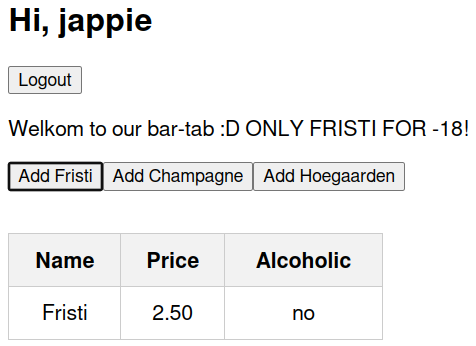 Hi, jappie
Logout
Welkom to our bar-tab :D ONLY FRISTI FOR -18!
Add Fristi Add Champagne Add Hoegaarden
Name Price Alcoholic
Fristi 2.50 no